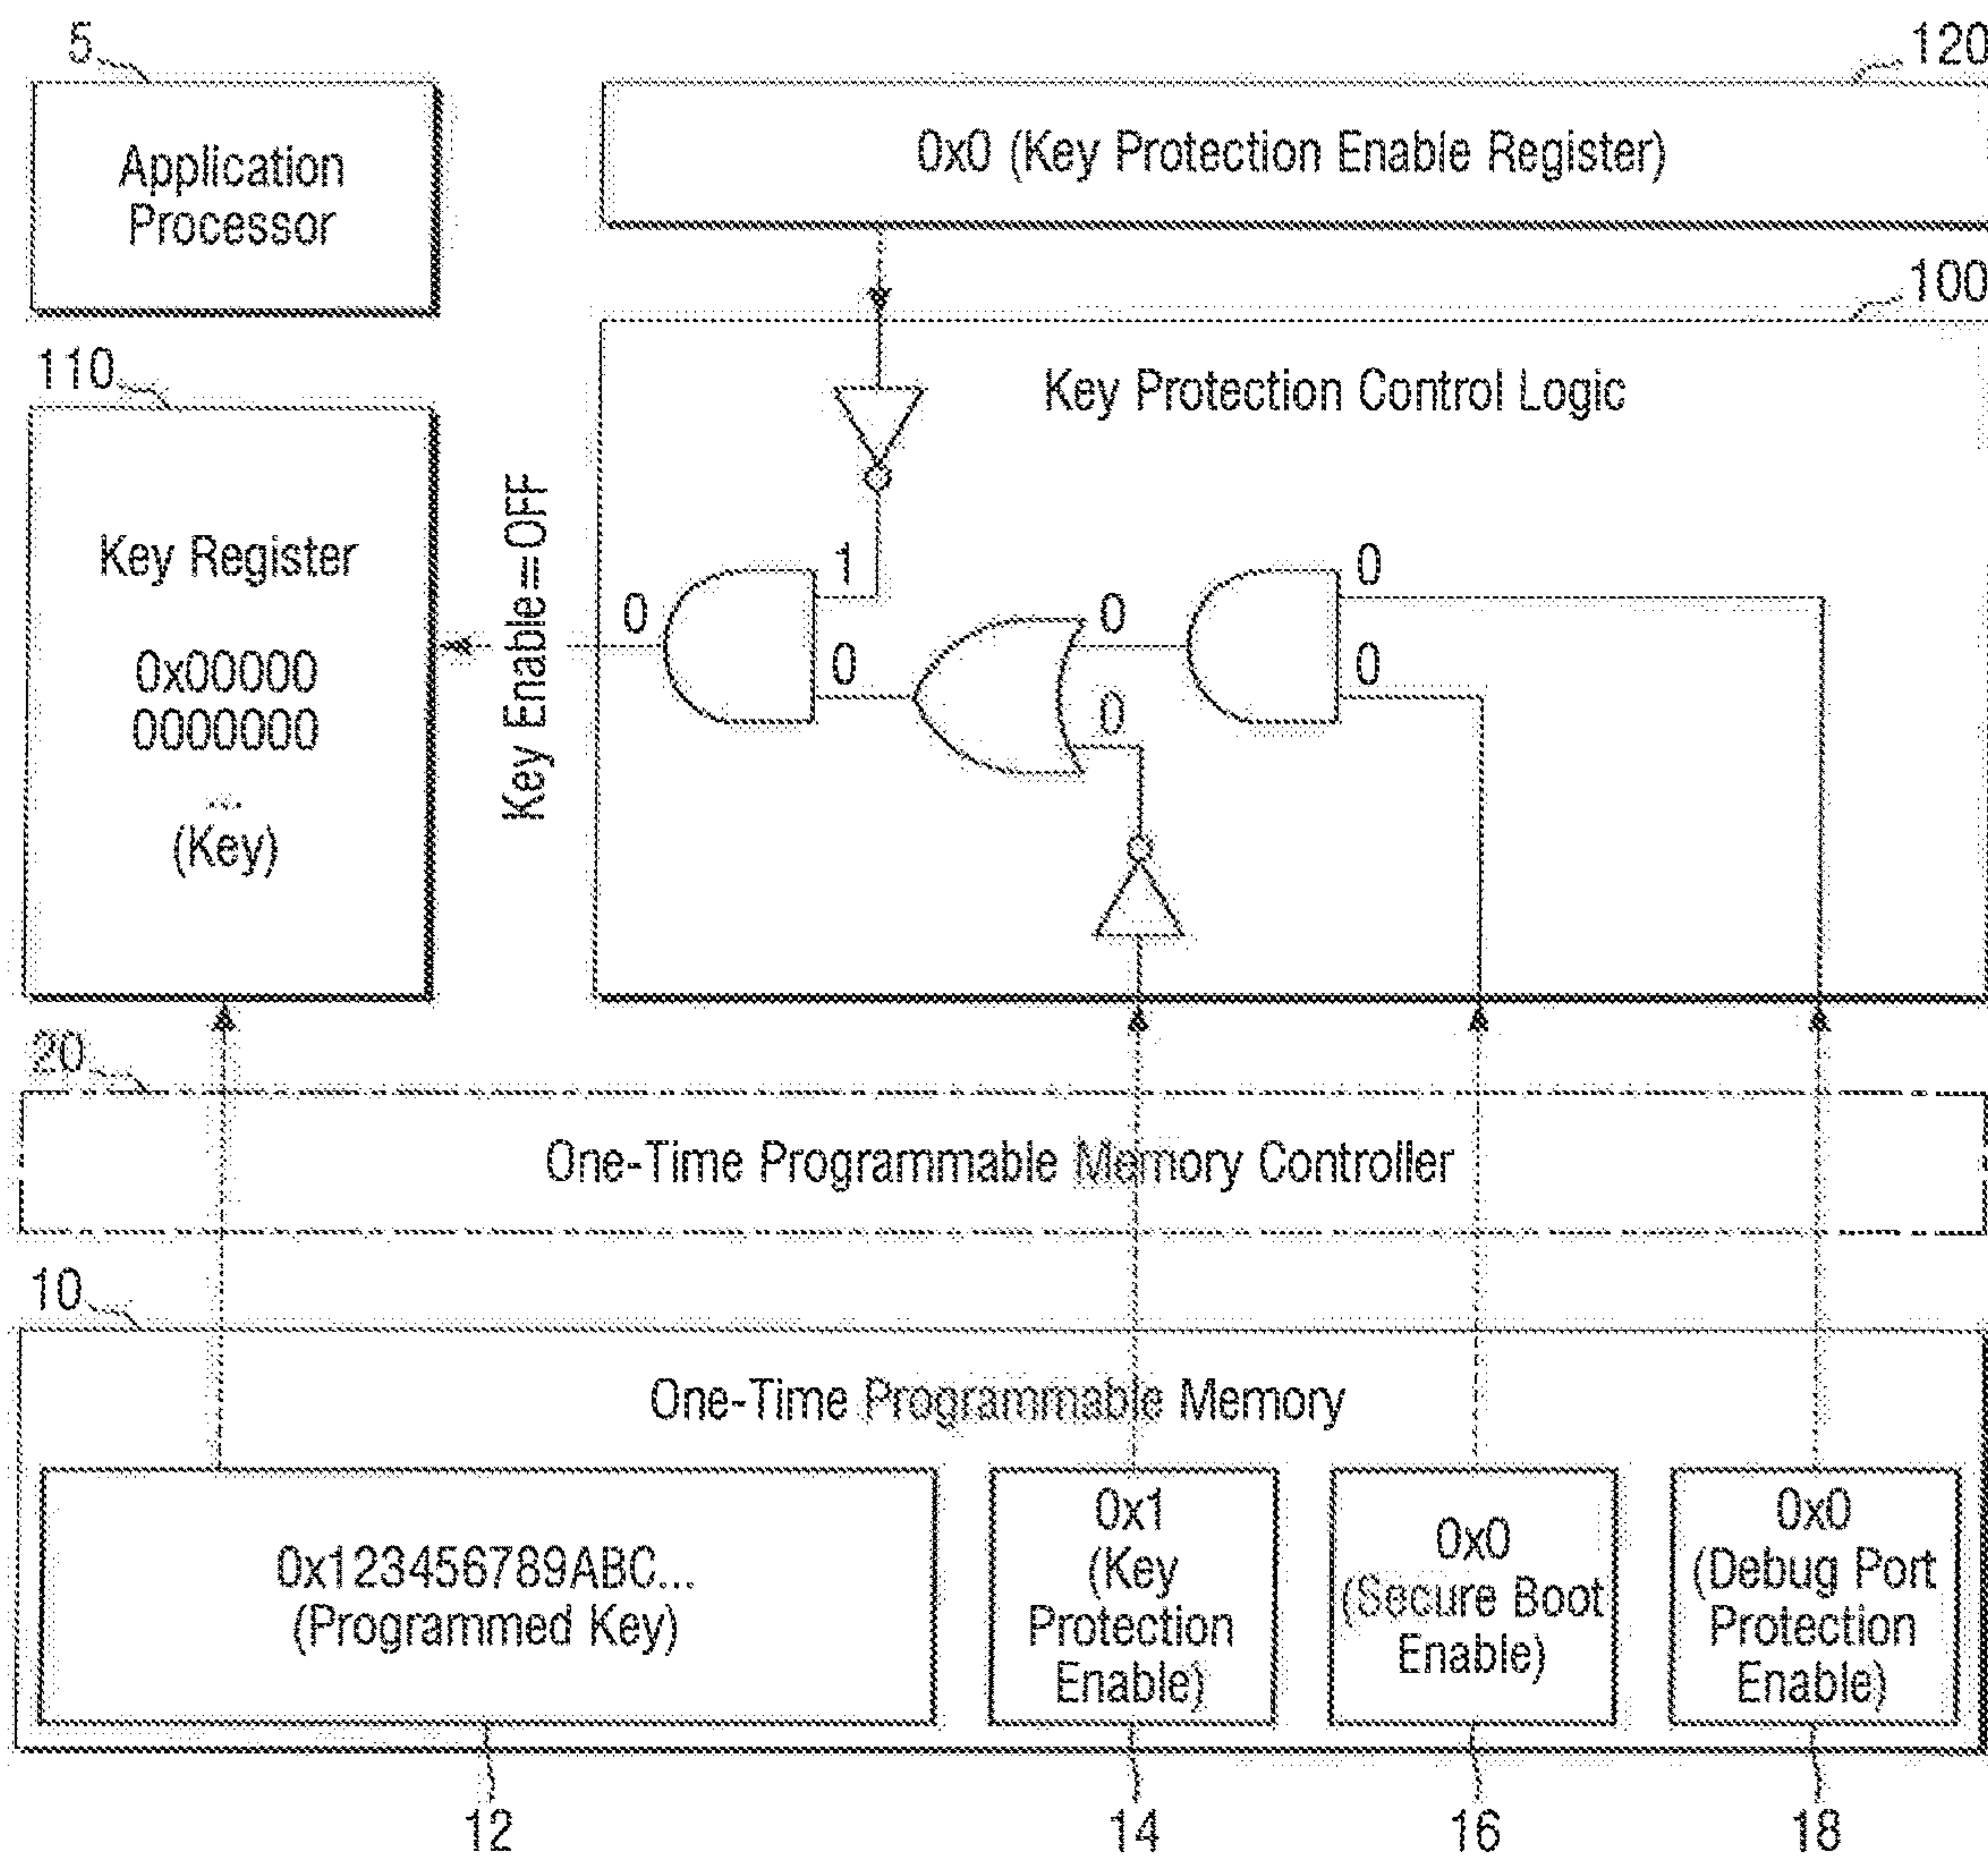 5
Application
Processor
120
0x0 (Key Protection Enable Register)
100
Key Protection Control Logic
110
Key Register
0x00000
0000000
...
(Key)
Key Enable=OFF
0
1
0
0
0
0
0
20
One-Time Programmable Memory Controller
10
One-Time Programmable Memory
0x123456789ABC...
(Programmed Key)
0x1
(Key
Protection
Enable)
0x0
(Secure Boot
Enable)
0x0
(Debug Port
Protection
Enable)
12
14
16
18